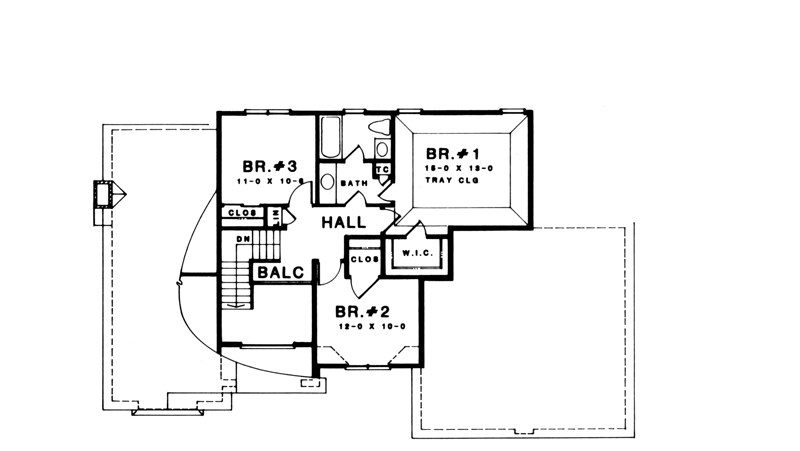 BR.#3
11-0 X 10-6
BR.#1
15-0 X 13-0
TRAY CLG
TC
BATH
CLOS
LIN
HALL
DN
W.I.C.
CLOS
BALC
BR.#2
12-0 X 10-0